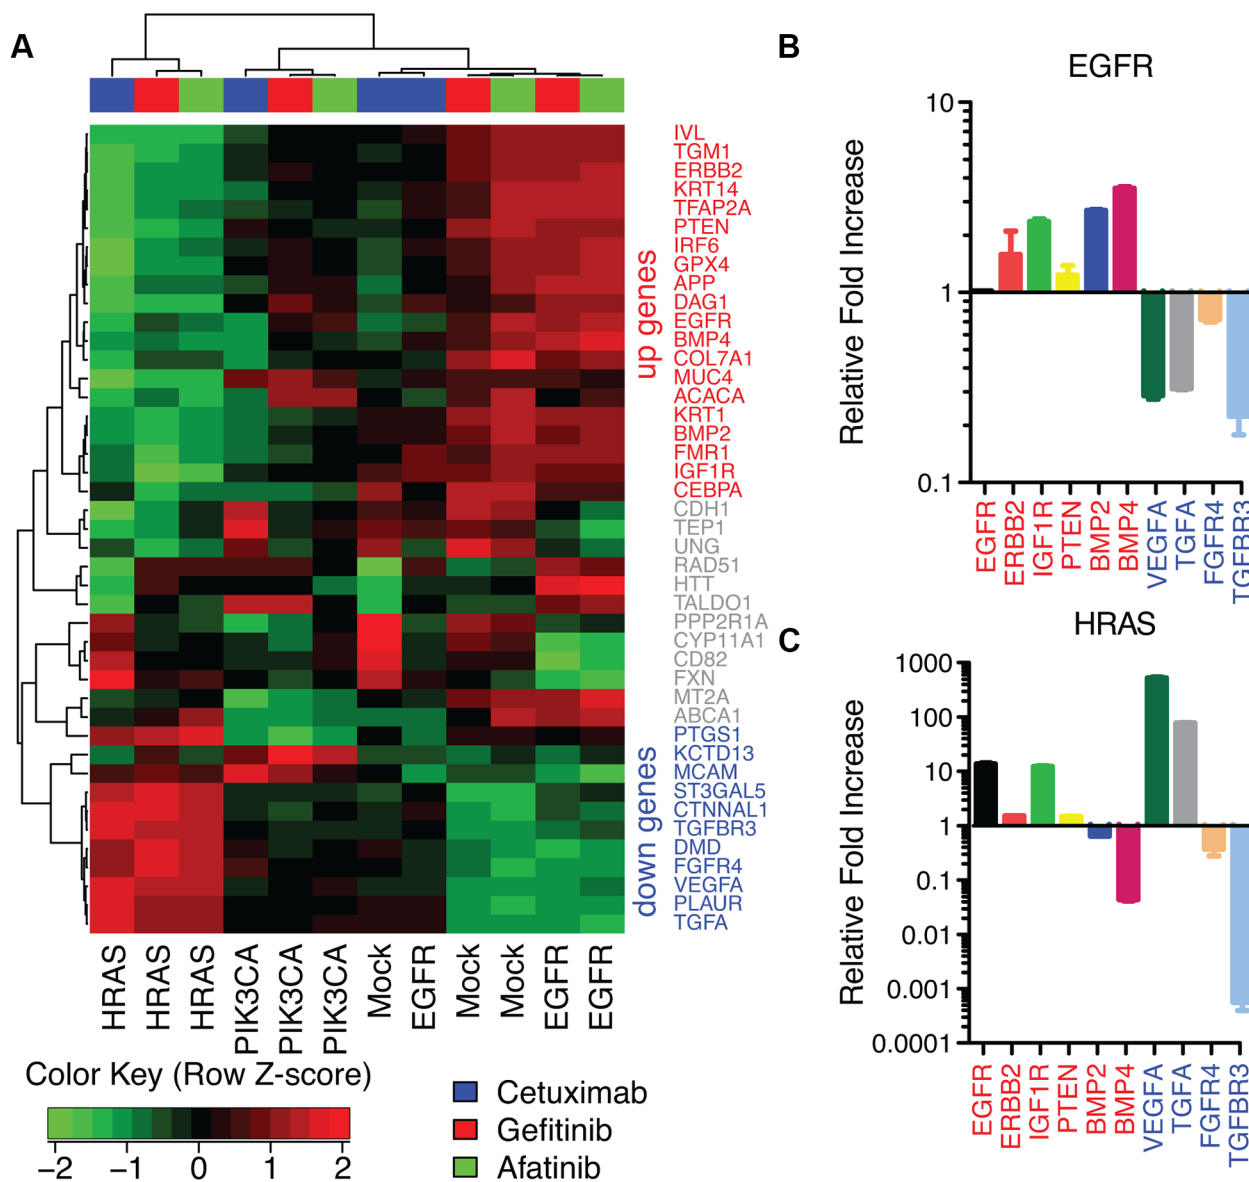 A
IVL
TGM1
ERBB2
KRT14
TFAP2A
PTEN
IRF6
GPX4
APP
DAG1
EGFR
BMP4
COL7A1
MUC4
ACACA
KRT1
BMP2
FMR1
IGF1R
CEBPA
CDH1
TEP1
UNG
RAD51
HTT
TALDO1
PPP2R1A
CYP11A1
CD82
FXN
MT2A
ABCA1
PTGS1
KCTD13
MCAM
ST3GAL5
CTNNAL1
TGFBR3
DMD
FGFR4
VEGFA
PLAUR
TGFA
up genes
down genes
HRAS
HRAS
HRAS
PIK3CA
PIK3CA
PIK3CA
Mock
EGFR
Mock
Mock
EGFR
EGFR
Color Key (Row Z-score)
−2 −1 0 1 2
Cetuximab
Gefitinib
Afatinib
B
EGFR
Relative Fold Increase
10
1
0.1
EGFR
ERBB2
IGF1R
PTEN
BMP2
BMP4
VEGFA
TGFA
FGFR4
TGFBR3
C
HRAS
Relative Fold Increase
1000
100
10
1
0.1
0.01
0.001
0.0001
EGFR
ERBB2
IGF1R
PTEN
BMP2
BMP4
VEGFA
TGFA
FGFR4
TGFBR3